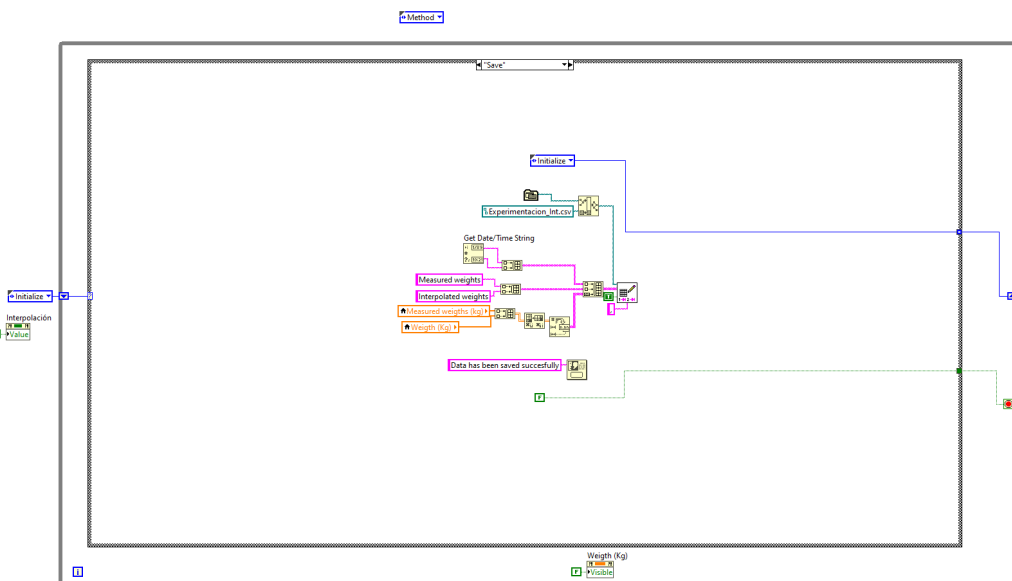 Method
"Save"
Initialize
Experimentacion_Int.csv
Get Date/Time String
Measured weights
Interpolated weights
Initialize
Measured weigths (kg)
Weigth (Kg)
Interpolación
Value
Data has been saved succesfully
F
Weigth (Kg)
F
Visible
i